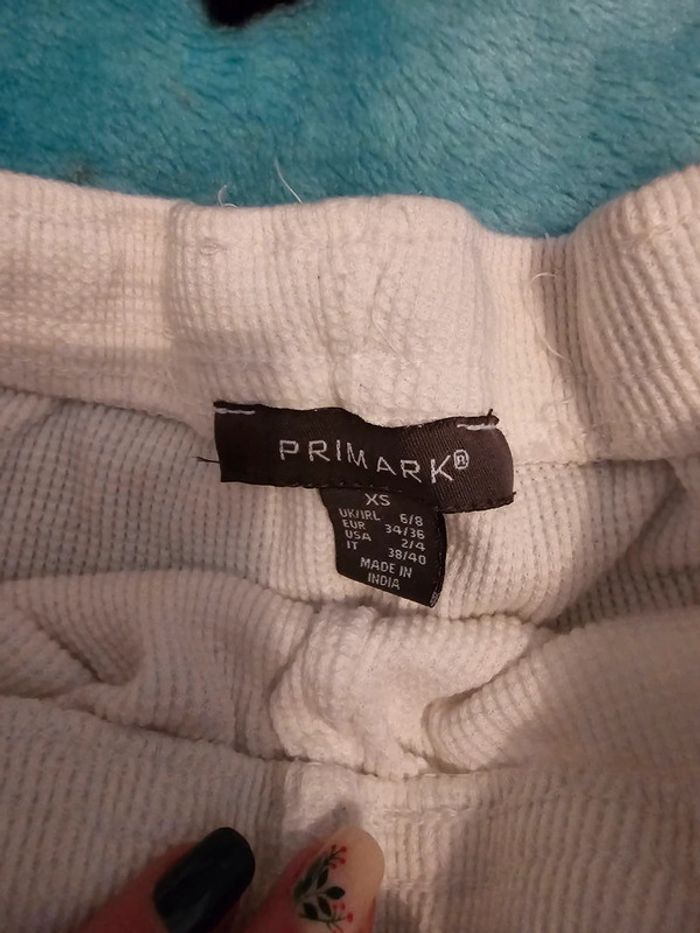 PRIMARK®
XS
UK/IRL 6/8
EUR 34/36
USA 2/4
IT 38/40
MADE IN
INDIA